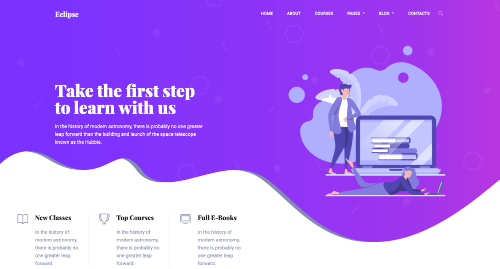 Eclipse
HOME ABOUT COURSES PAGES BLOG CONTACTS
Take the first step
to learn with us
In the history of modern astronomy, there is probably no one greater
leap forward than the building and launch of the space telescope
known as the Hubble.
New Classes
In the history of
modern astronomy,
there is probably no
one greater leap
forward.
Top Courses
In the history of
modern astronomy,
there is probably no
one greater leap
forward.
Full E-Books
In the history of
modern astronomy,
there is probably no
one greater leap
forward.